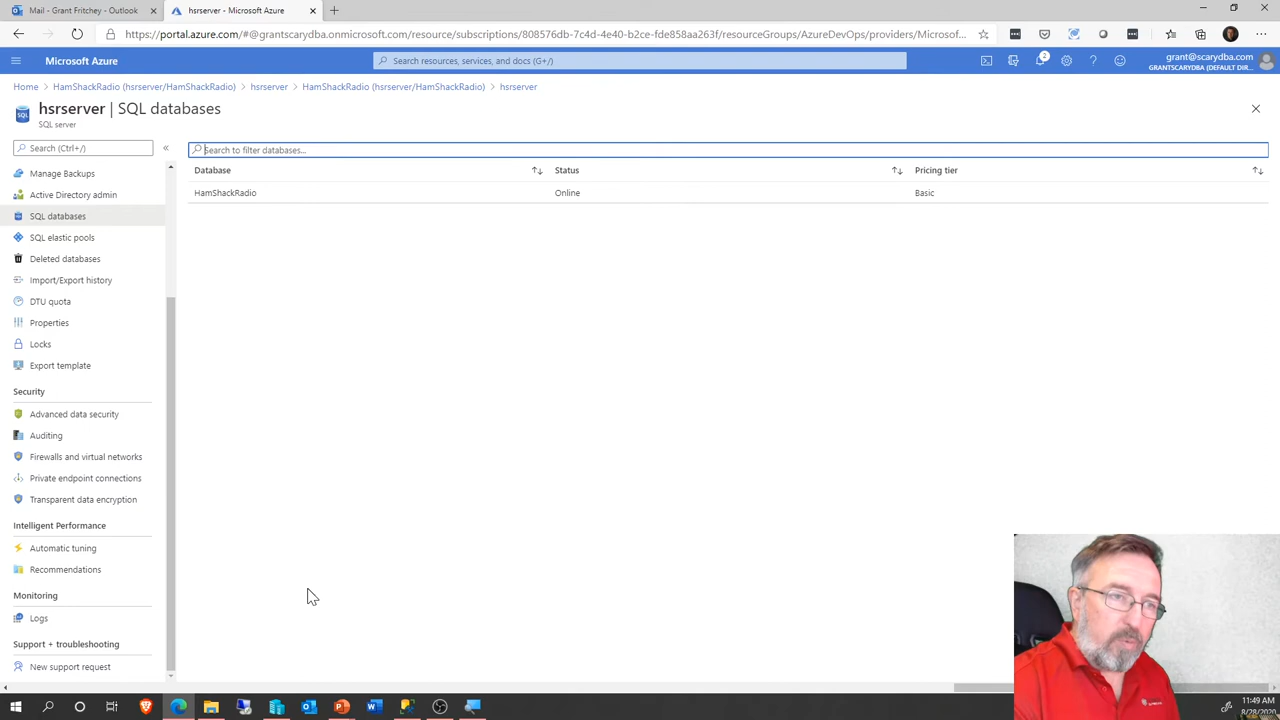 Mail - Grant Fritchey - Outlook
hsrserver - Microsoft Azure
https://portal.azure.com/#@grantscarydba.onmicrosoft.com/resource/subscriptions/808576db-7c4d-4e40-b2ce-fde858aa263f/resourceGroups/AzureDevOps/providers/Microsof...
Microsoft Azure
Search resources, services, and docs (G+/)
2
grant@scarydba.com
GRANTSCARYDBA (DEFAULT DIR...
Home > HamShackRadio (hsrserver/HamShackRadio) > hsrserver > HamShackRadio (hsrserver/HamShackRadio) > hsrserver
hsrserver | SQL databases
SQL server
Search (Ctrl+/)
«
Search to filter databases...
Database
Status
Pricing tier
HamShackRadio
Online
Basic
Manage Backups
Active Directory admin
SQL databases
SQL elastic pools
Deleted databases
Import/Export history
DTU quota
Properties
Locks
Export template
Security
Advanced data security
Auditing
Firewalls and virtual networks
Private endpoint connections
Transparent data encryption
Intelligent Performance
Automatic tuning
Recommendations
Monitoring
Logs
Support + troubleshooting
New support request
11:49 AM
8/28/2020